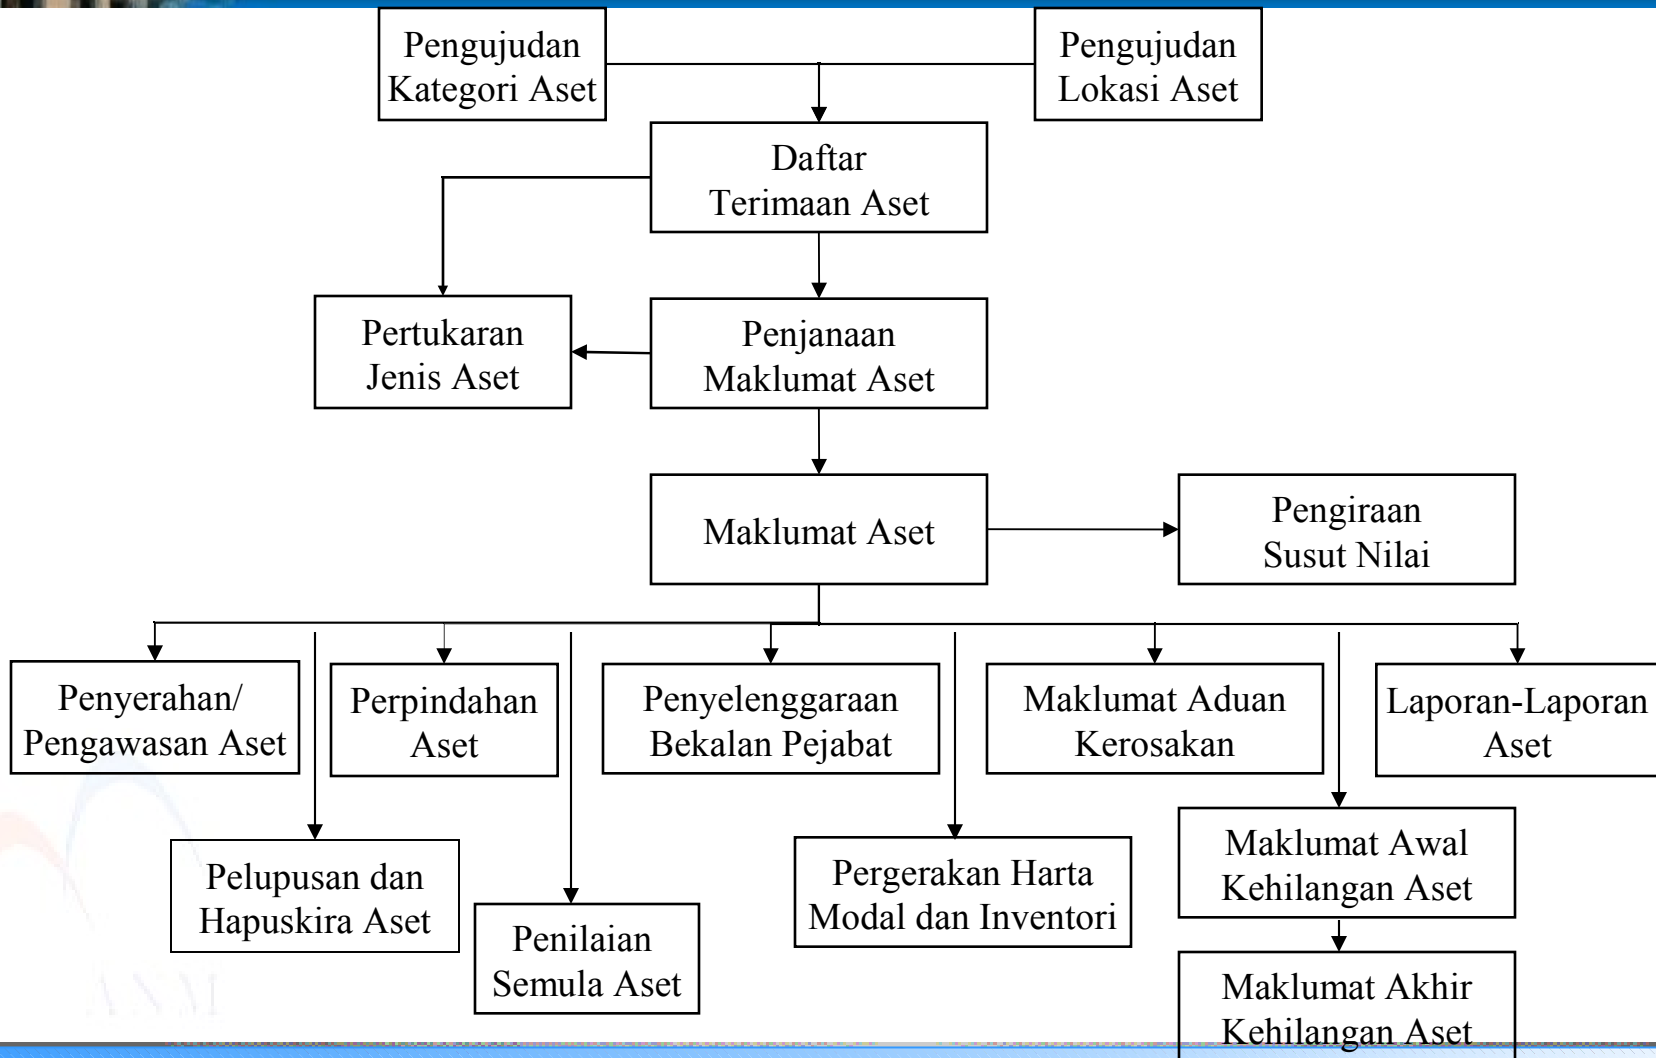 Pengujudan
Kategori Aset
Pengujudan
Lokasi Aset
Daftar
Terimaan Aset
Pertukaran
Jenis Aset
Penjanaan
Maklumat Aset
Maklumat Aset
Pengiraan
Susut Nilai
Penyerahan/
Pengawasan Aset
Perpindahan
Aset
Penyelenggaraan
Bekalan Pejabat
Maklumat Aduan
Kerosakan
Laporan-Laporan
Aset
Pelupusan dan
Hapuskira Aset
Penilaian
Semula Aset
Pergerakan Harta
Modal dan Inventori
Maklumat Awal
Kehilangan Aset
Maklumat Akhir
Kehilangan Aset
ANM